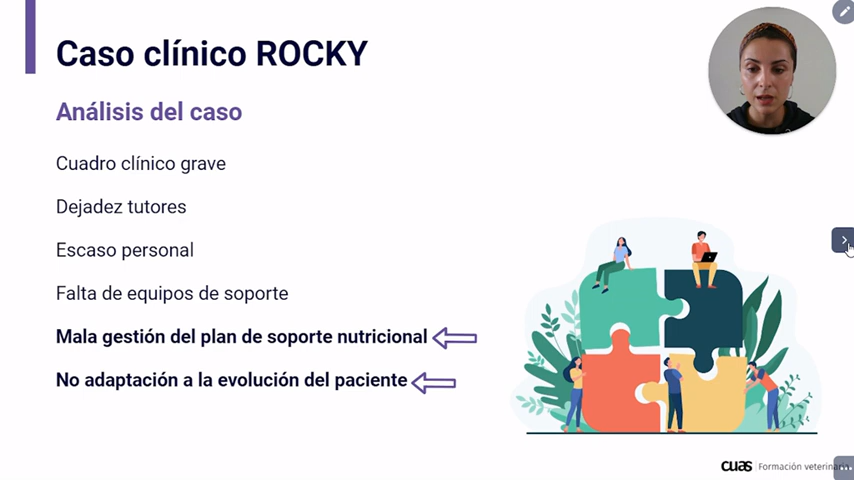 Caso clínico ROCKY
Análisis del caso
Cuadro clínico grave
Dejadez tutores
Escaso personal
Falta de equipos de soporte
Mala gestión del plan de soporte nutricional
No adaptación a la evolución del paciente
cuas Formación veterinaria